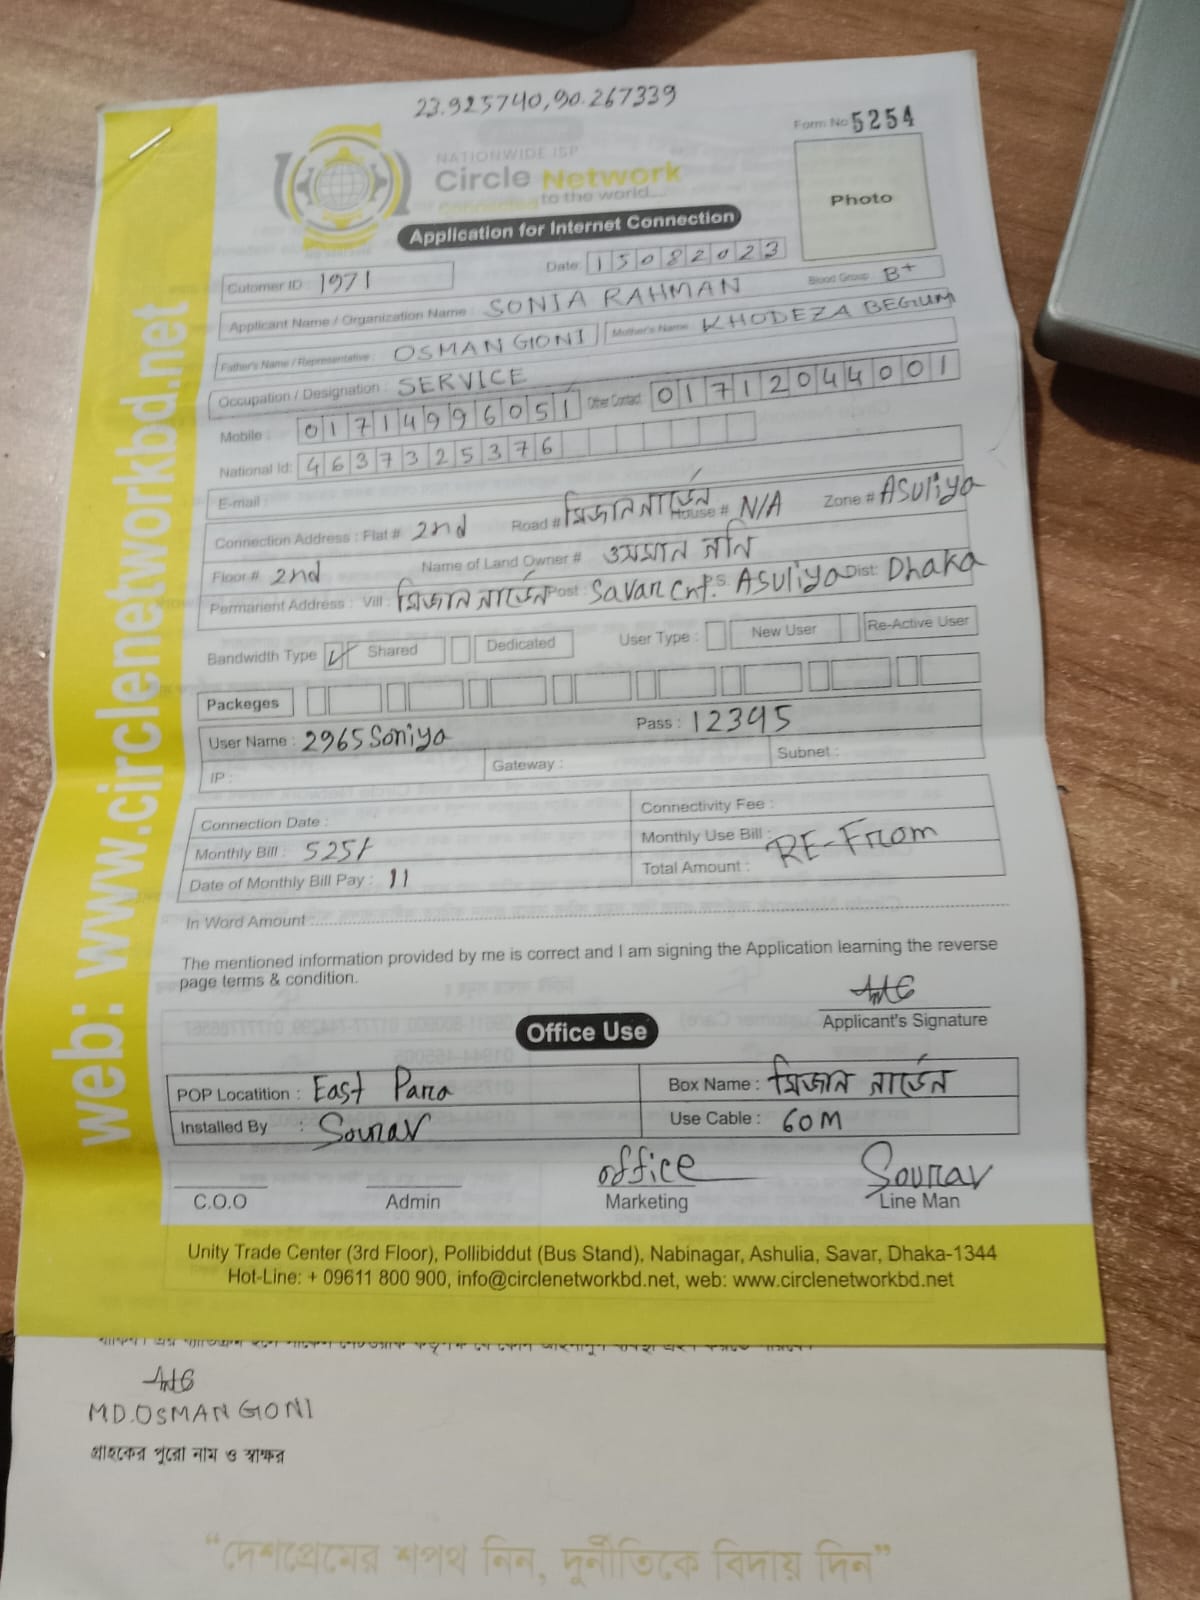 23.925740,90.267339
Form No 5254
NATIONWIDE ISP
Circle Network
Connected to the world....
Photo
Application for Internet Connection
Cutomer ID : 1971
Date: 15082023
Applicant Name / Organization Name : SONIA RAHMAN
Blood Group : B+
Father's Name / Representative : OSMAN GIONI
Mother's Name : KHODEZA BEGUM
Occupation / Designation : SERVICE
Mobile : 01714996051 Other Contact 01712044001
National Id: 4637325376
E-mail :
Connection Address : Flat # 2nd Road # মিজান গার্ডেন House # N/A Zone # Asuliya
Floor # 2nd Name of Land Owner # ওসমান গনি
Permanent Address : Vill : মিজান গার্ডেন Post : Savar Cnt. P.S: Asuliya Dist: Dhaka
Bandwidth Type Shared Dedicated User Type : New User Re-Active User
Packeges
User Name : 2965Soniya Pass : 12345
IP : Gateway : Subnet :
Connection Date : Connectivity Fee :
Monthly Bill : 525/ Monthly Use Bill :
RE-From
Date of Monthly Bill Pay : 11 Total Amount :
In Word Amount
The mentioned information provided by me is correct and I am signing the Application learning the reverse
page terms & condition.
Applicant's Signature
Office Use
POP Locatition : East Para Box Name : মিজান গার্ডেন
Installed By : Sourav Use Cable : 60M
office Sourav
C.O.O Admin Marketing Line Man
Unity Trade Center (3rd Floor), Pollibiddut (Bus Stand), Nabinagar, Ashulia, Savar, Dhaka-1344
Hot-Line: + 09611 800 900, info@circlenetworkbd.net, web: www.circlenetworkbd.net
web: www.circlenetworkbd.net
MD.OSMAN GIONI
গ্রাহকের পুরো নাম ও স্বাক্ষর
“দেশপ্রেমের শপথ নিন, দুর্নীতিকে বিদায় দিন”